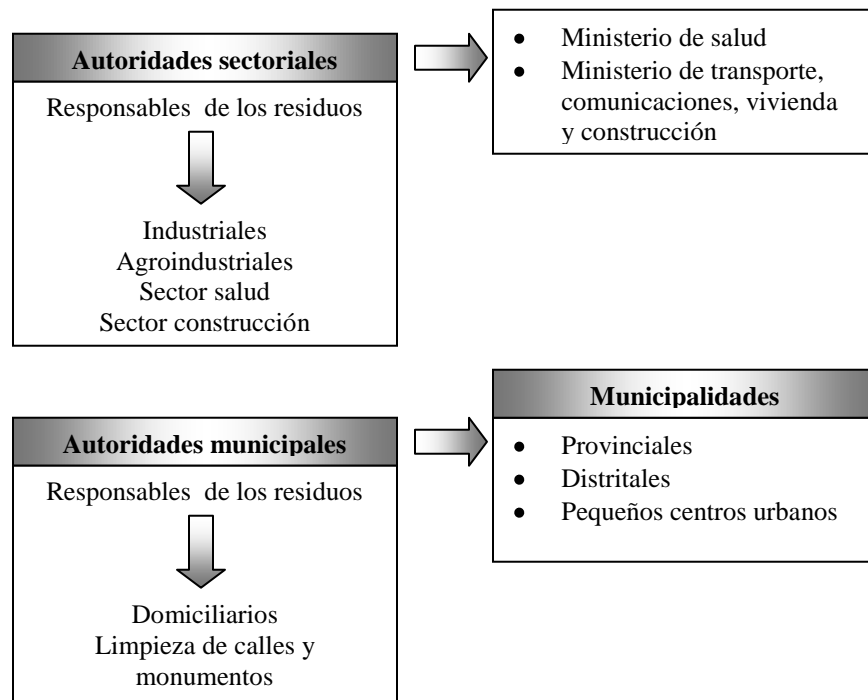 Autoridades sectoriales
Responsables de los residuos
Industriales
Agroindustriales
Sector salud
Sector construcción
• Ministerio de salud
• Ministerio de transporte,
comunicaciones, vivienda
y construcción
Autoridades municipales
Responsables de los residuos
Domiciliarios
Limpieza de calles y
monumentos
Municipalidades
• Provinciales
• Distritales
• Pequeños centros urbanos